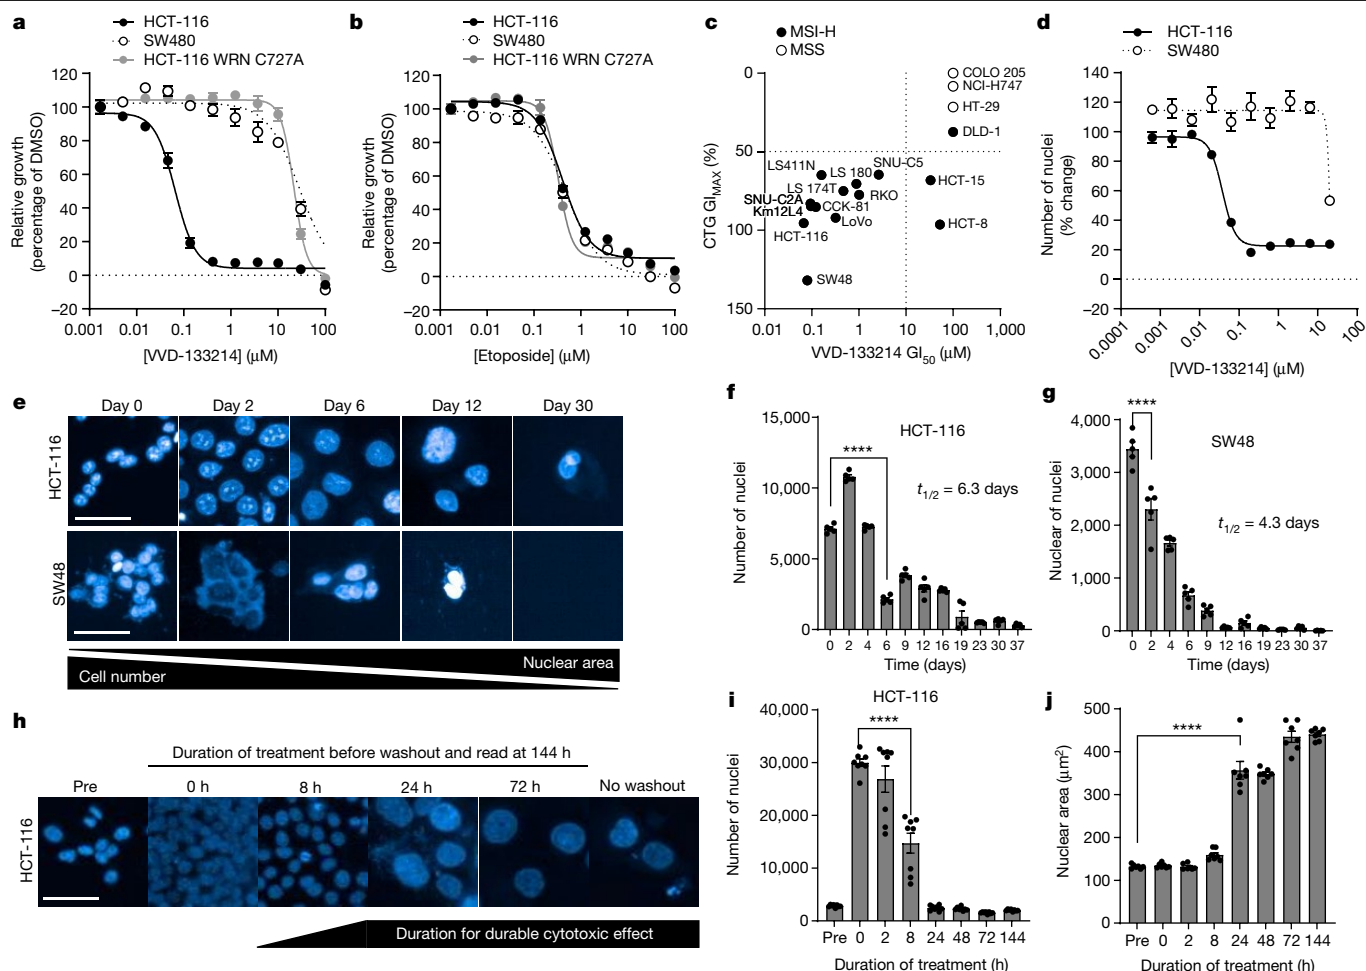 a
HCT-116
SW480
HCT-116 WRN C727A
Relative growth
(percentage of DMSO)
120
100
80
60
40
20
0
–20
0.001 0.01 0.1 1 10 100
[VVD-133214] (μM)
b
HCT-116
SW480
HCT-116 WRN C727A
Relative growth
(percentage of DMSO)
120
100
80
60
40
20
0
–20
0.001 0.01 0.1 1 10 100
[Etoposide] (μM)
c
MSI-H
MSS
CTG GI MAX (%)
0
50
100
150
COLO 205
NCI-H747
HT-29
DLD-1
LS411N
LS 180
SNU-C5
LS 174T
RKO
HCT-15
SNU-C2A
Km12L4
CCK-81
LoVo
HCT-8
HCT-116
SW48
0.01 0.1 1 10 100 1,000
VVD-133214 GI50 (μM)
d
HCT-116
SW480
Number of nuclei
(% change)
140
120
100
80
60
40
20
0
–20
0.0001 0.001 0.01 0.1 1 10 100
[VVD-133214] (μM)
e
Day 0 Day 2 Day 6 Day 12 Day 30
HCT-116
SW48
Nuclear area
Cell number
f
HCT-116
Number of nuclei
15,000
10,000
5,000
0
****
t1/2 = 6.3 days
0 2 4 6 9 12 16 19 23 30 37
Time (days)
g
SW48
Nuclear of nuclei
4,000
3,000
2,000
1,000
0
****
t1/2 = 4.3 days
0 2 4 6 9 12 16 19 23 30 37
Time (days)
h
Duration of treatment before washout and read at 144 h
Pre 0 h 8 h 24 h 72 h No washout
HCT-116
Duration for durable cytotoxic effect
i
HCT-116
Number of nuclei
40,000
30,000
20,000
10,000
0
****
Pre 0 2 8 24 48 72 144
Duration of treatment (h)
j
Nuclear area (μm²)
500
400
300
200
100
0
****
Pre 0 2 8 24 48 72 144
Duration of treatment (h)